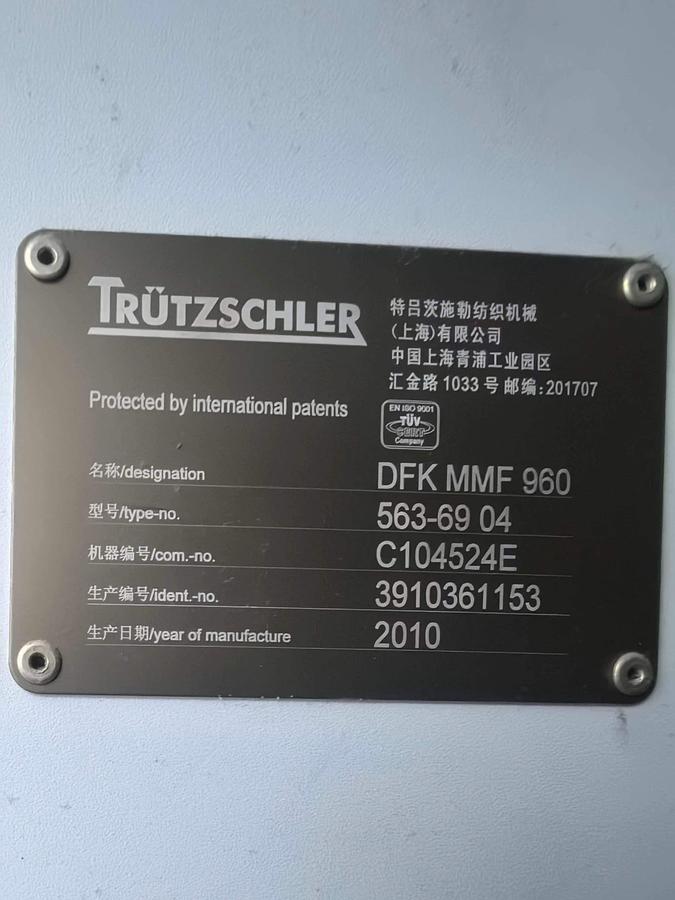 TRÜTZSCHLER
特吕茨施勒纺织机械
(上海)有限公司
中国上海青浦工业园区
汇金路 1033 号 邮编: 201707
Protected by international patents
EN ISO 9001
TÜV
CERT
Company
名称/designation DFK MMF 960
型号/type-no. 563-69 04
机器编号/com.-no. C104524E
生产编号/ident.-no. 3910361153
生产日期/year of manufacture 2010